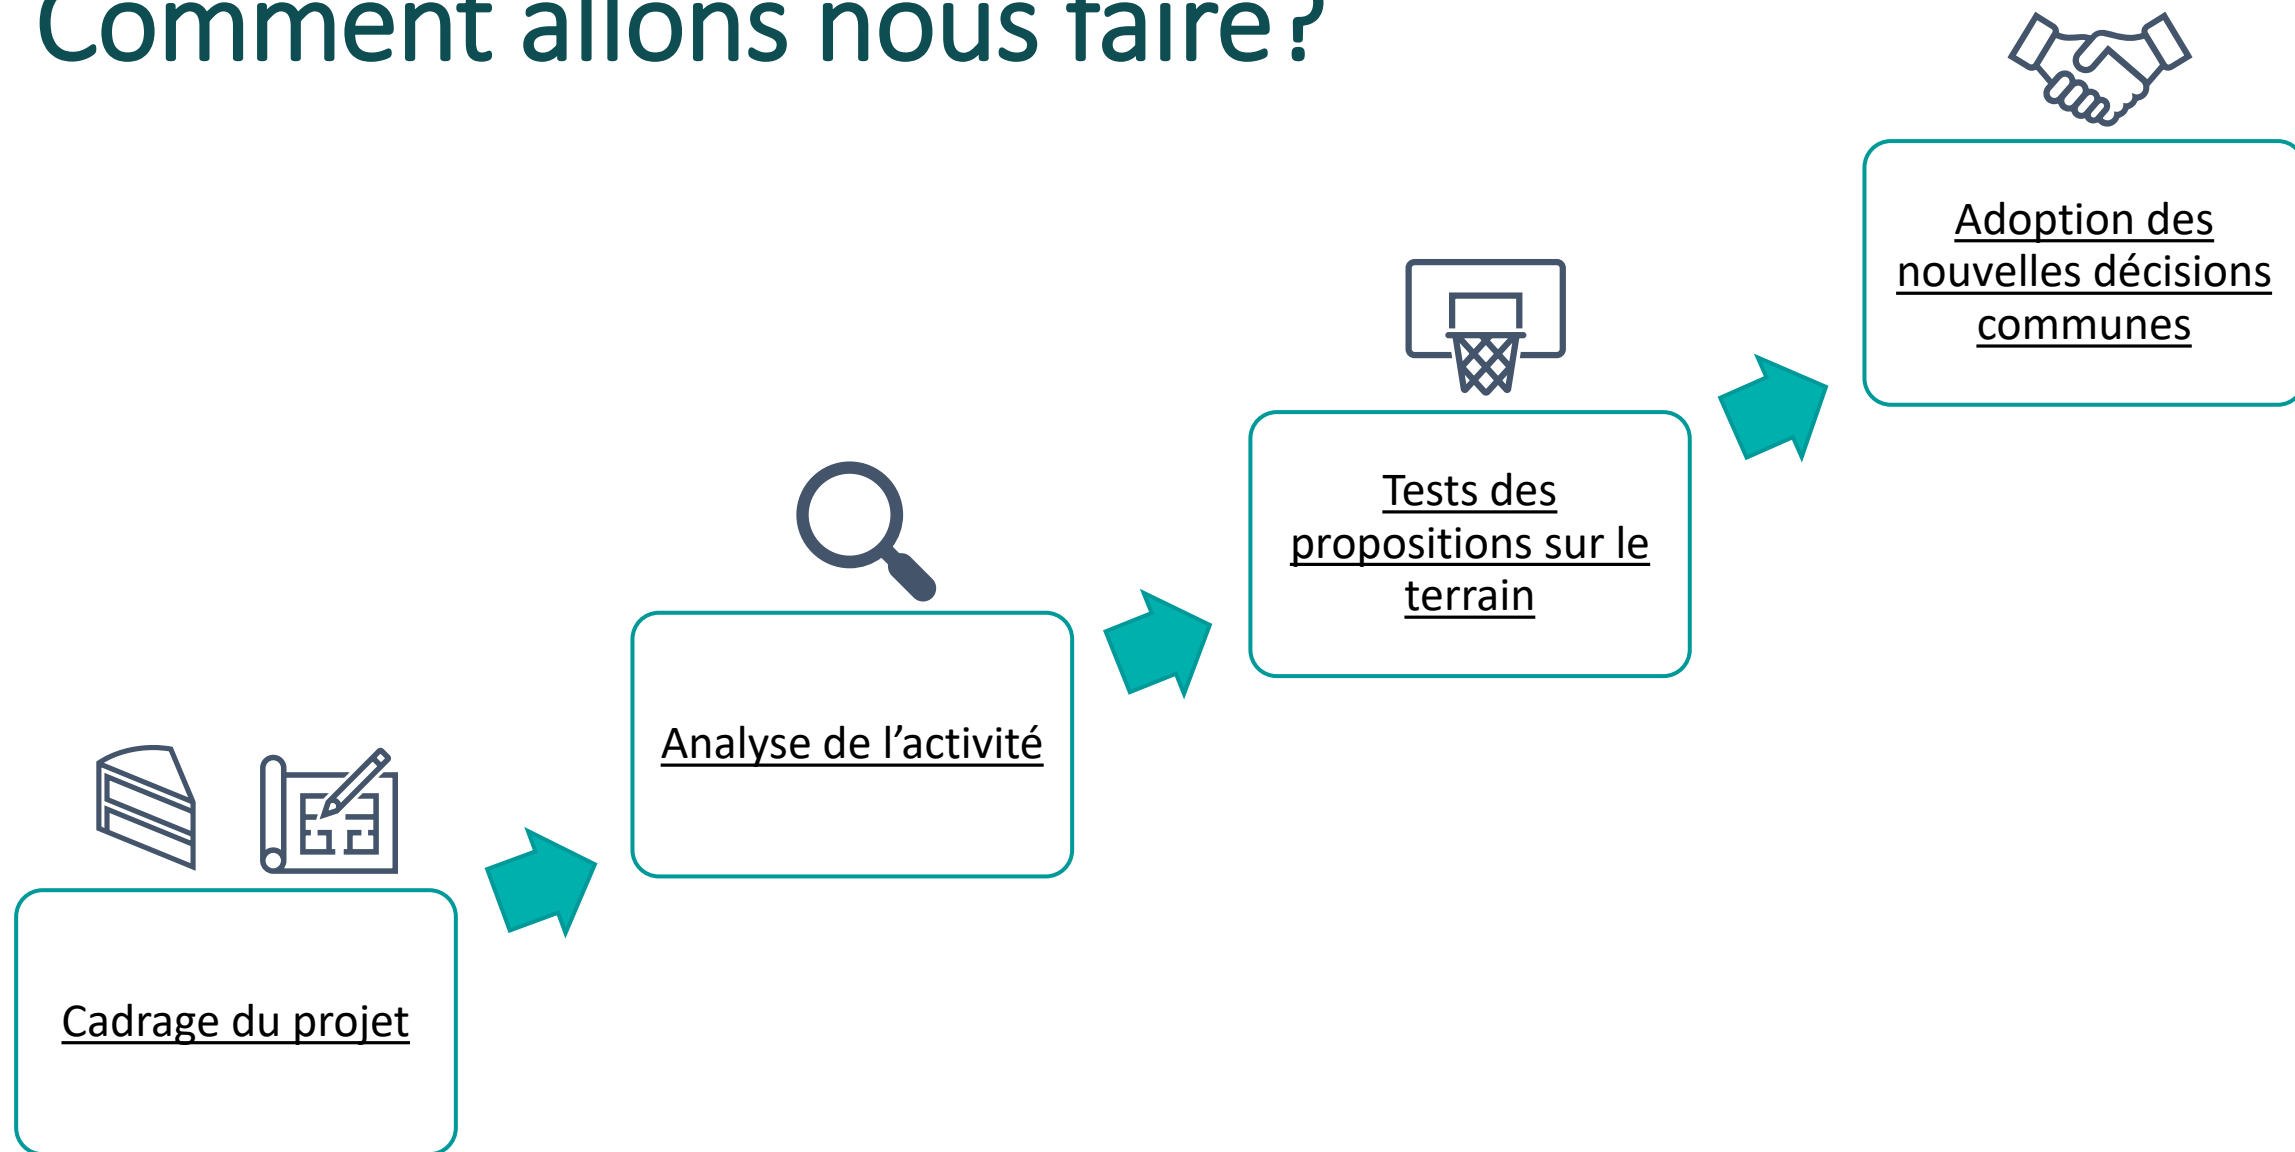 Comment allons nous faire?
Adoption des
nouvelles décisions
communes
Tests des
propositions sur le
terrain
Analyse de l’activité
Cadrage du projet